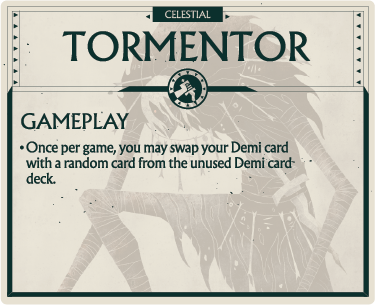 CELESTIAL
TORMENTOR
GAMEPLAY
• Once per game, you may swap your Demi card
with a random card from the unused Demi card
deck.